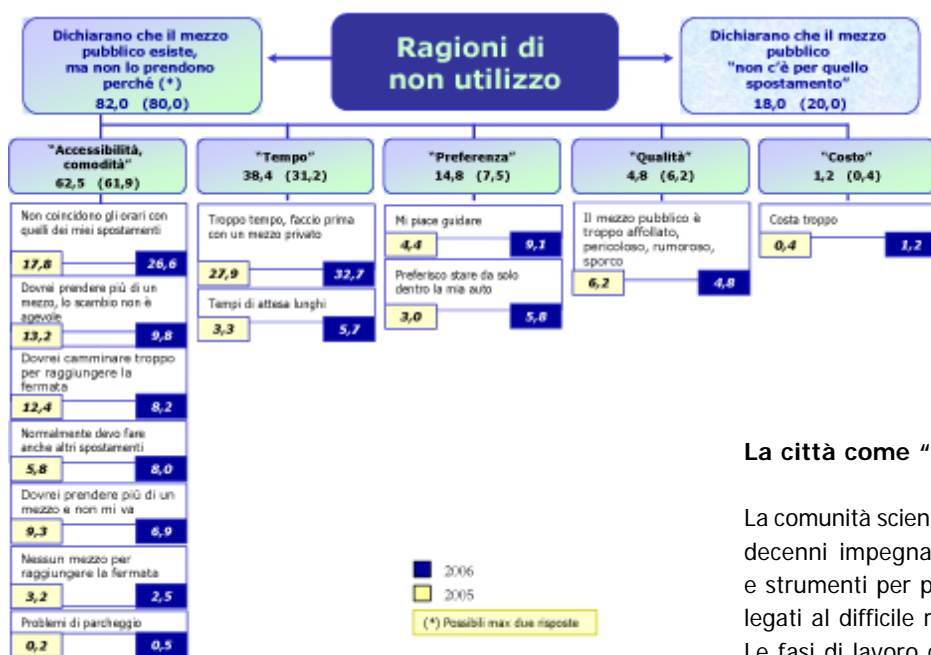 Ragioni di
non utilizzo
Dichiarano che il mezzo
pubblico esiste,
ma non lo prendono
perché (*)
82,0 (80,0)
Dichiarano che il mezzo
pubblico
"non c'è per quello
spostamento"
18,0 (20,0)
"Accessibilità,
comodità"
62,5 (61,9)
Non coincidono gli orari con
quelli dei miei spostamenti
17,8 26,6
Dovrei prendere più di un
mezzo, lo scambio non è
agevole
13,2 9,8
Dovrei camminare troppo
per raggiungere la
fermata
12,4 8,2
Normalmente devo fare
anche altri spostamenti
5,8 8,0
Dovrei prendere più di un
mezzo e non mi va
9,3 6,9
Nessun mezzo per
raggiungere la fermata
3,2 2,5
Problemi di parcheggio
0,2 0,5
"Tempo"
38,4 (31,2)
Troppo tempo, faccio prima
con un mezzo privato
27,9 32,7
Tempi di attesa lunghi
3,3 5,7
"Preferenza"
14,8 (7,5)
Mi piace guidare
4,4 9,1
Preferisco stare da solo
dentro la mia auto
3,0 5,8
"Qualità"
4,8 (6,2)
Il mezzo pubblico è
troppo affollato,
pericoloso, rumoroso,
sporco
6,2 4,8
"Costo"
1,2 (0,4)
Costa troppo
0,4 1,2
2006
2005
(*) Possibili max due risposte
La città come "
La comunità scien
decenni impegna
e strumenti per p
legati al difficile r
Le fasi di lavoro